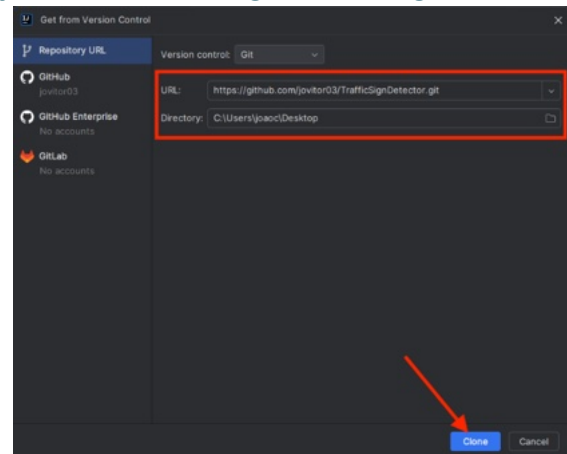 Get from Version Control
Repository URL
Version control: Git
GitHub
jovitor03
URL: https://github.com/jovitor03/TrafficSignDetector.git
GitHub Enterprise
No accounts
Directory: C:\Users\joaoc\Desktop
GitLab
No accounts
Clone Cancel